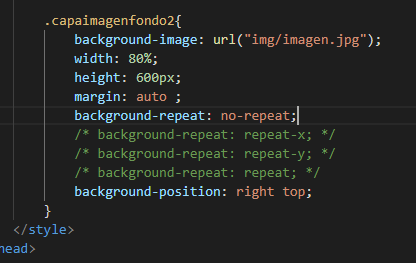 .capaimagenfondo2{
background-image: url("img/imagen.jpg");
width: 80%;
height: 600px;
margin: auto ;
background-repeat: no-repeat;
/* background-repeat: repeat-x; */
/* background-repeat: repeat-y; */
/* background-repeat: repeat; */
background-position: right top;
}
</style>
head>